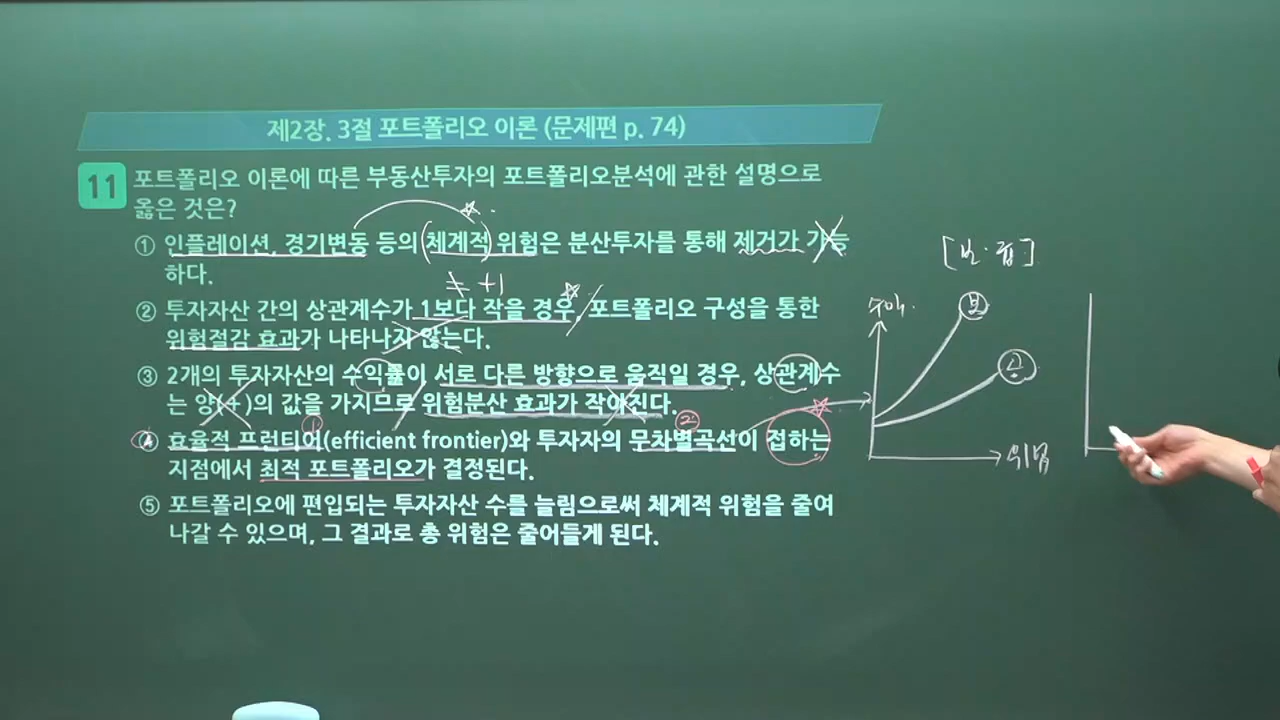 제2장. 3절 포트폴리오 이론 (문제편 p. 74)
11 포트폴리오 이론에 따른 부동산투자의 포트폴리오분석에 관한 설명으로
옳은 것은?
① 인플레이션, 경기변동 등의 체계적 위험은 분산투자를 통해 제거가 가능
하다.
= +1
② 투자자산 간의 상관계수가 1보다 작을 경우, 포트폴리오 구성을 통한
위험절감 효과가 나타나지 않는다.
③ 2개의 투자자산의 수익률이 서로 다른 방향으로 움직일 경우, 상관계수
는 양(+)의 값을 가지므로 위험분산 효과가 작아진다.
① ②
④ 효율적 프런티어(efficient frontier)와 투자자의 무차별곡선이 접하는
지점에서 최적 포트폴리오가 결정된다.
⑤ 포트폴리오에 편입되는 투자자산 수를 늘림으로써 체계적 위험을 줄여
나갈 수 있으며, 그 결과로 총 위험은 줄어들게 된다.
보
공
위험